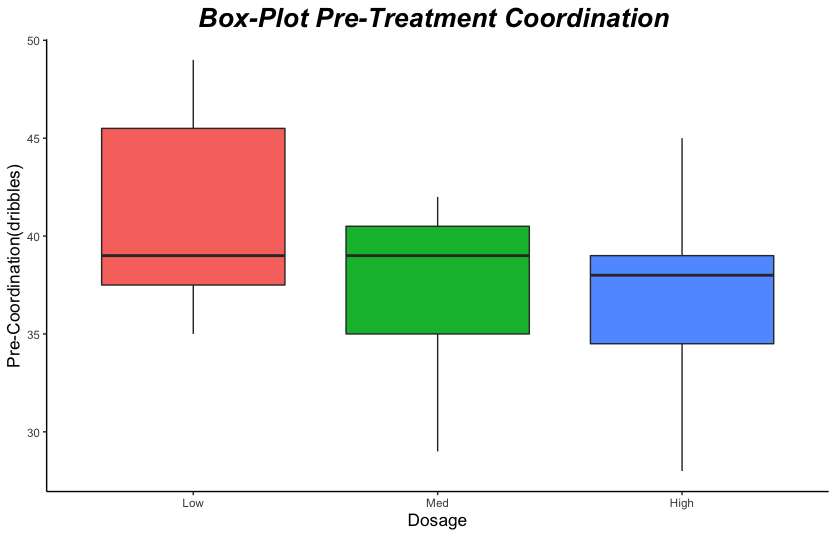 Box-Plot Pre-Treatment Coordination
Pre-Coordination(dribbles)
50
45
40
35
30
Low Med High
Dosage